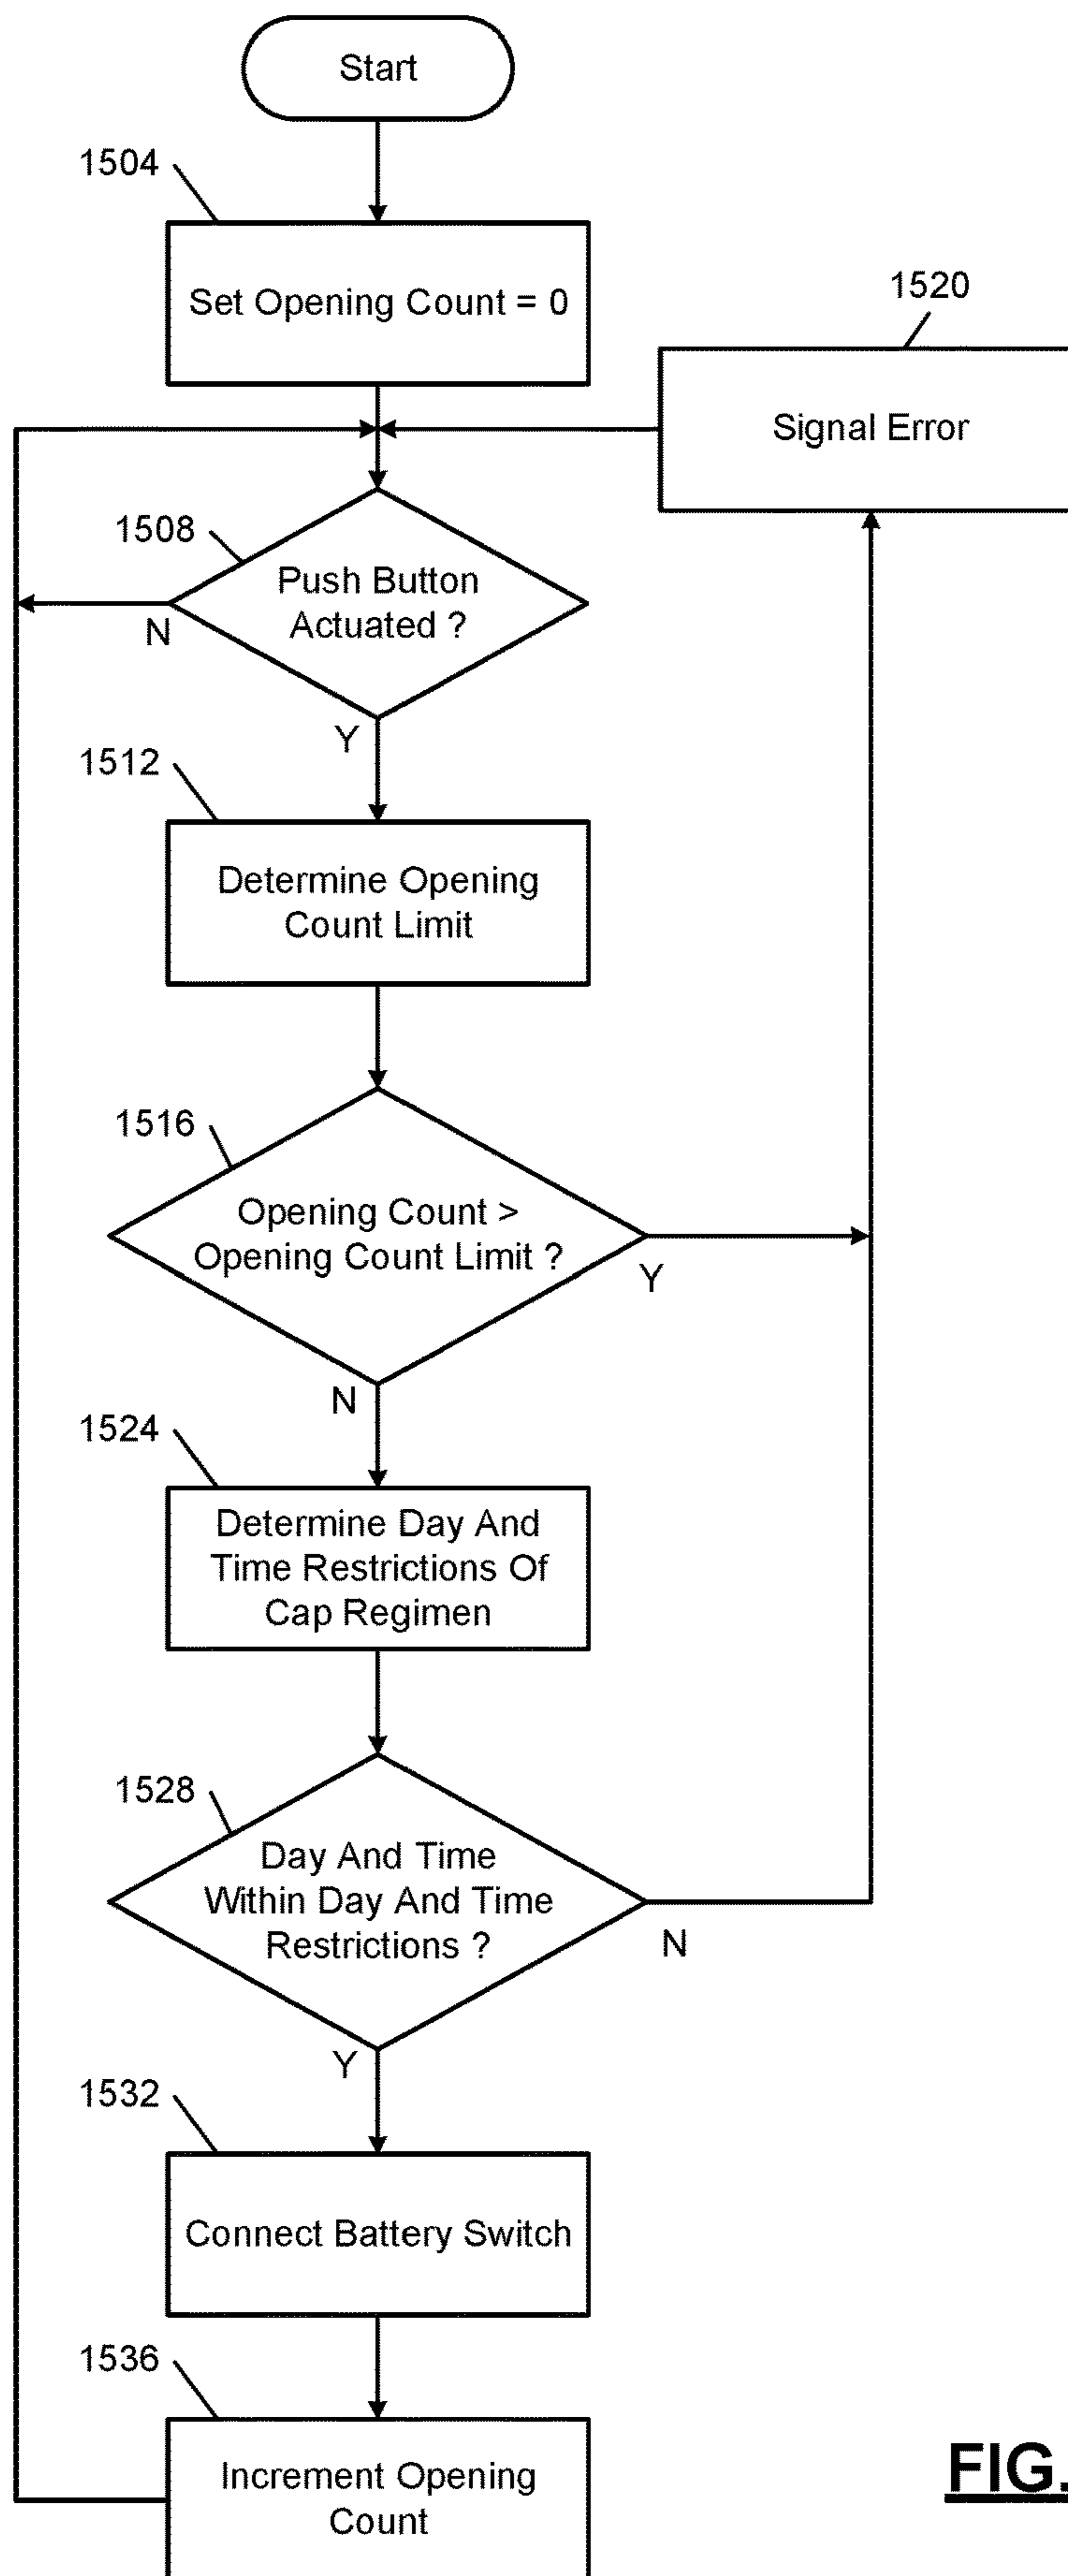 Start
1504
Set Opening Count = 0
1520
Signal Error
1508
Push Button
Actuated ?
N
Y
1512
Determine Opening
Count Limit
1516
Opening Count >
Opening Count Limit ?
Y
N
1524
Determine Day And
Time Restrictions Of
Cap Regimen
1528
Day And Time
Within Day And Time
Restrictions ?
N
Y
1532
Connect Battery Switch
1536
Increment Opening
Count
FIG.